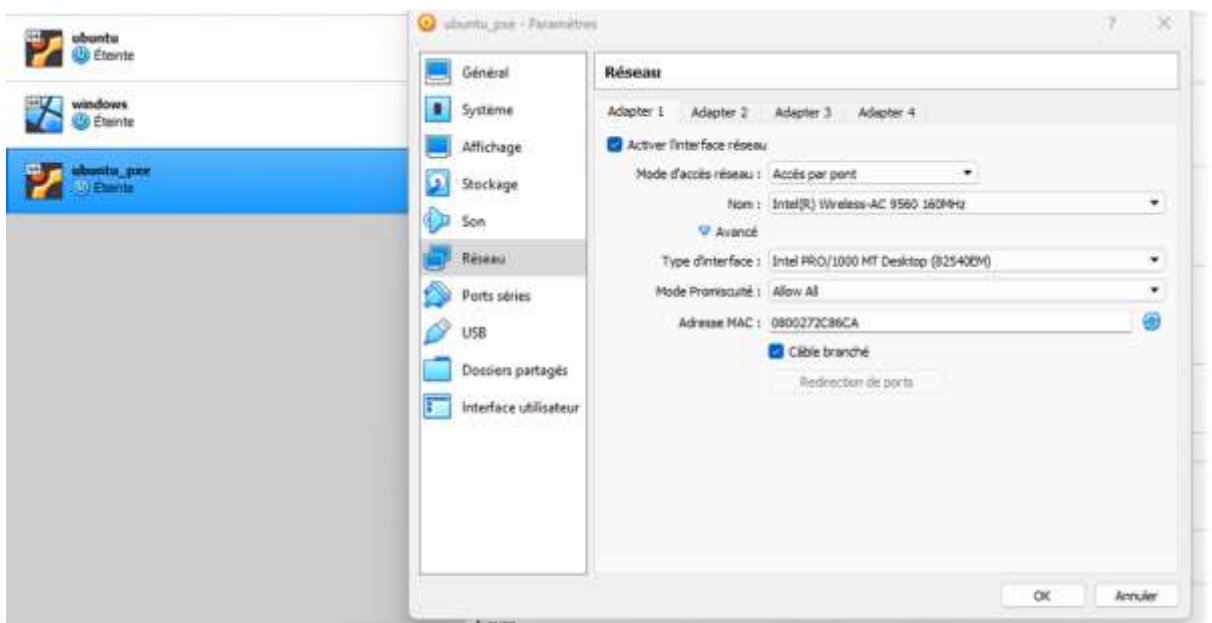 ubuntu
Éteinte
windows
Éteinte
ubuntu_pxe
Éteinte
ubuntu_pxe - Paramètres
?
Général
Système
Affichage
Stockage
Son
Réseau
Ports séries
USB
Dossiers partagés
Interface utilisateur
Réseau
Adapter 1 Adapter 2 Adapter 3 Adapter 4
Activer l'interface réseau
Mode d'accès réseau : Accès par pont
Nom : Intel(R) Wireless-AC 9560 160MHz
Avancé
Type d'interface : Intel PRO/1000 MT Desktop (82540EM)
Mode Promiscuité : Allow All
Adresse MAC : 0800272C86CA
Câble branché
Redirection de ports
OK Annuler